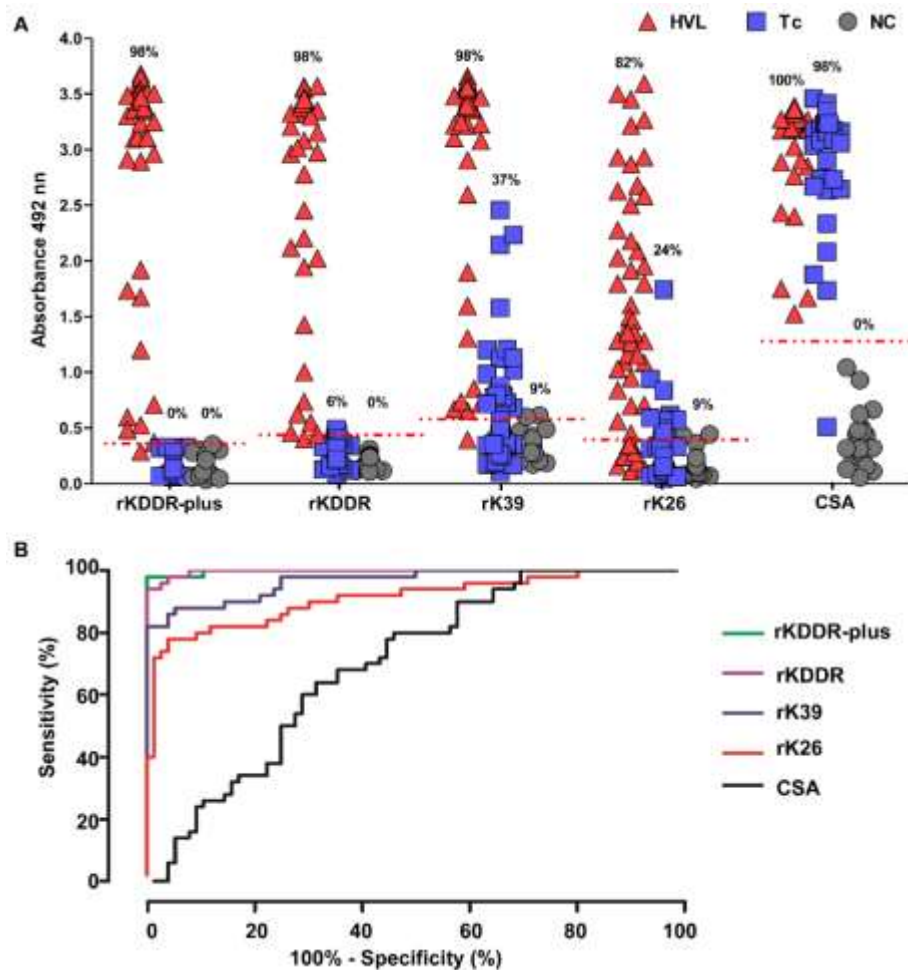 A
HVL Tc NC
4.0
3.5
3.0
2.5
2.0
1.5
1.0
0.5
0.0
Absorbance 492 nn
98%
0%
0%
98%
6%
0%
98%
37%
9%
82%
24%
9%
100%
98%
0%
rKDDR-plus rKDDR rK39 rK26 CSA
B
100
80
60
40
20
0
Sensitivity (%)
0 20 40 60 80 100
100% - Specificity (%)
rKDDR-plus
rKDDR
rK39
rK26
CSA